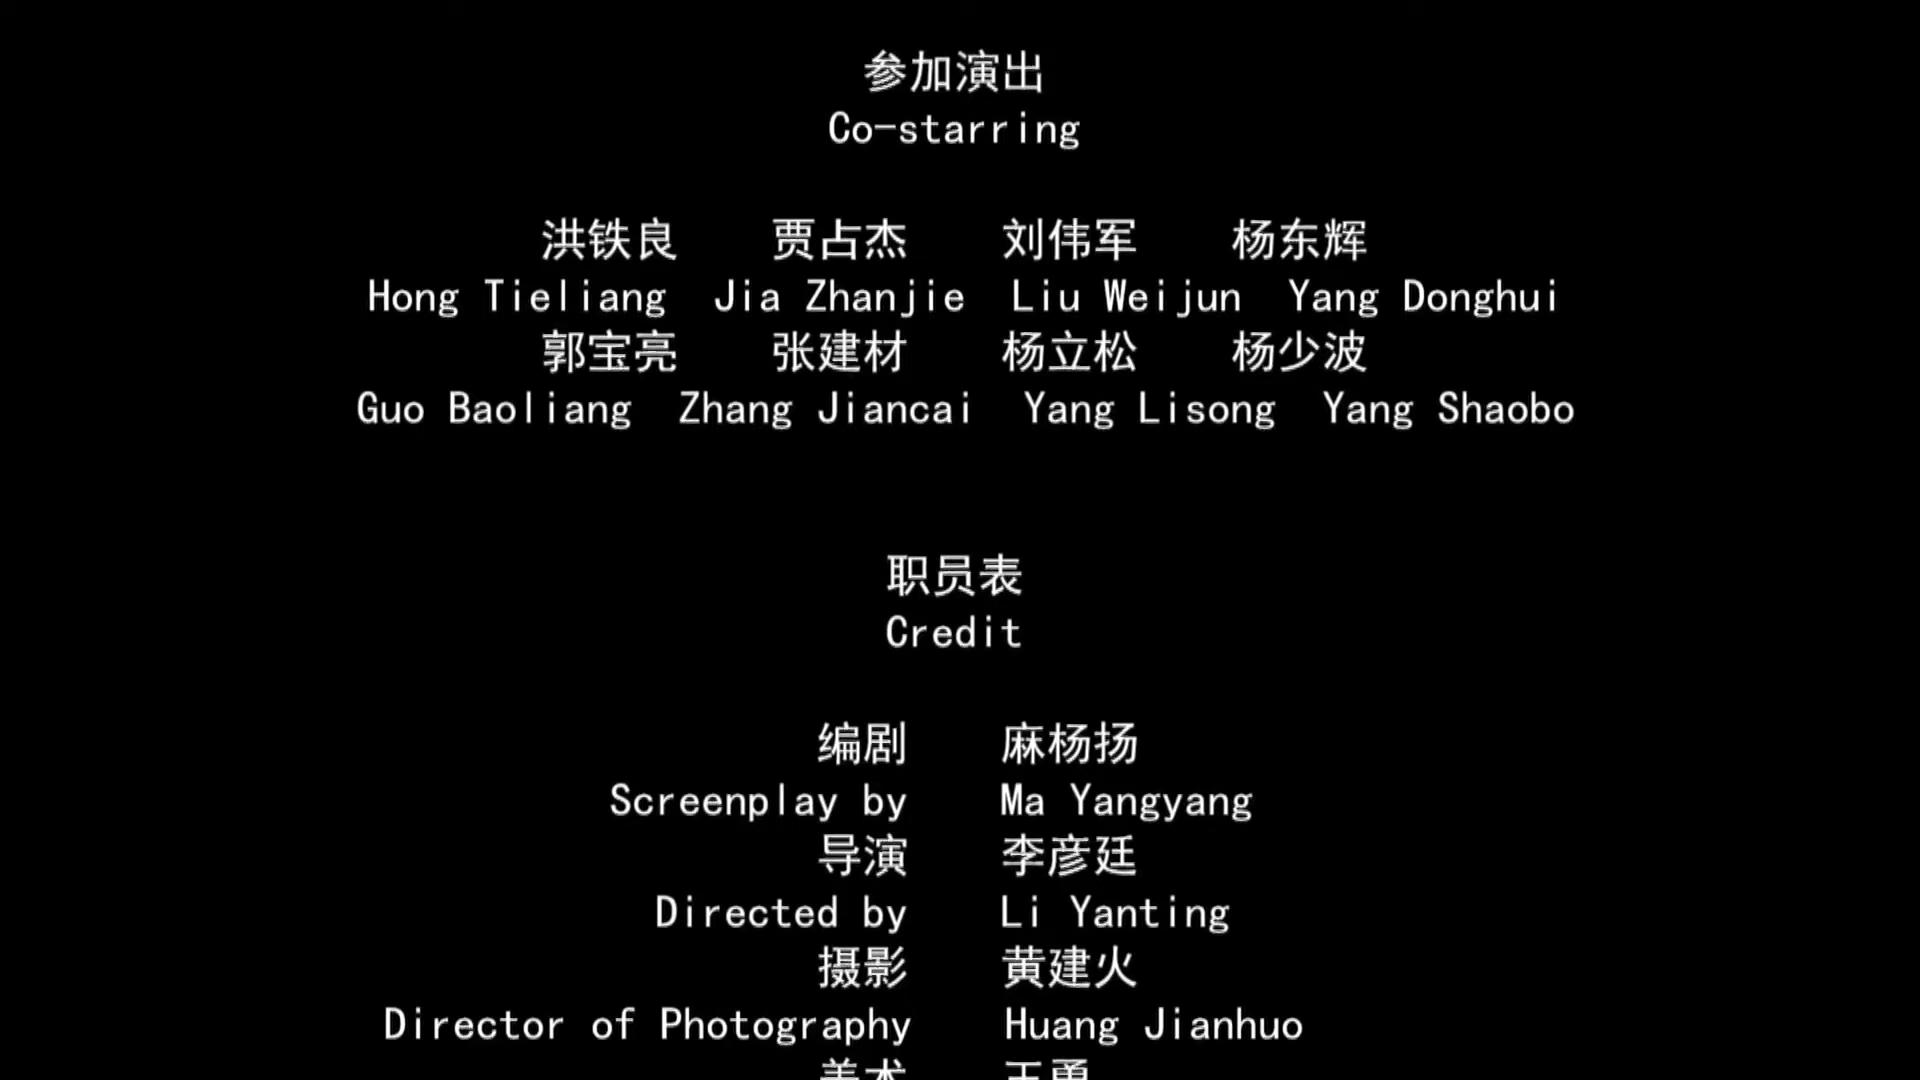 参加演出
Co-starring
洪铁良 贾占杰 刘伟军 杨东辉
Hong Tieliang Jia Zhanjie Liu Weijun Yang Donghui
郭宝亮 张建材 杨立松 杨少波
Guo Baoliang Zhang Jiancai Yang Lisong Yang Shaobo
职员表
Credit
编剧 麻杨扬
Screenplay by Ma Yangyang
导演 李彦廷
Directed by Li Yanting
摄影 黄建火
Director of Photography Huang Jianhuo
美术 王勇